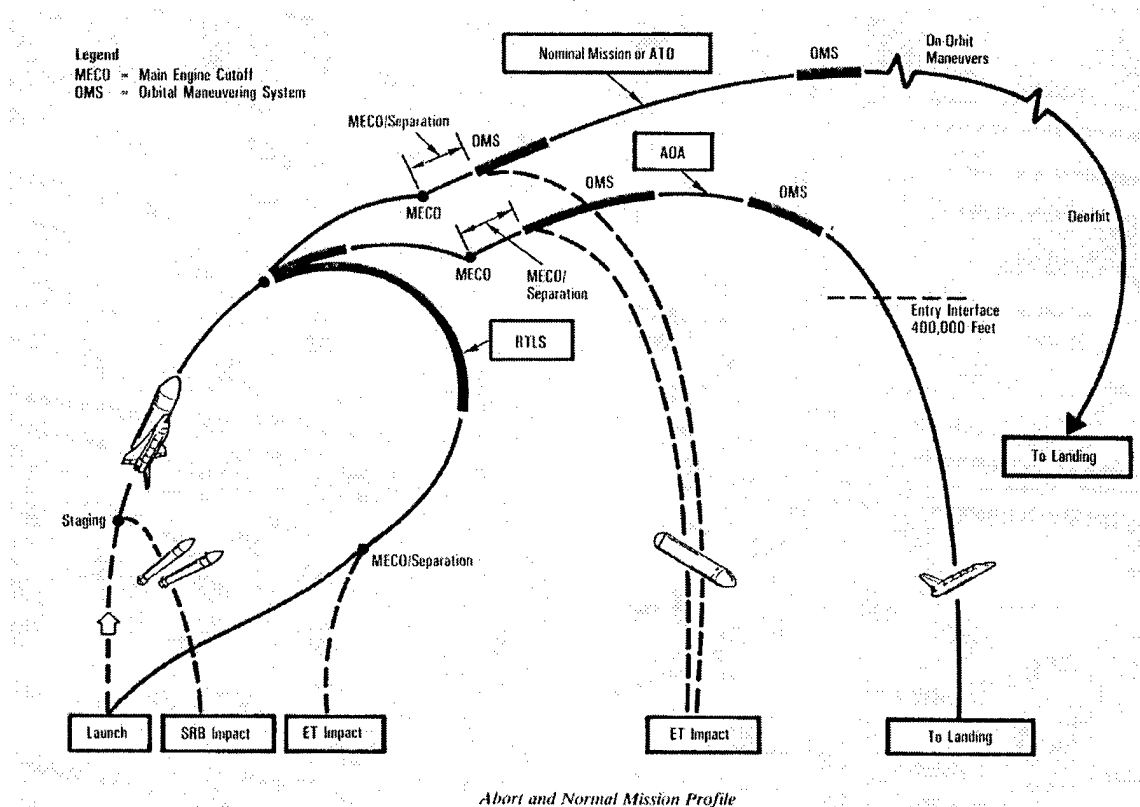 Legend
MECO = Main Engine Cutoff
OMS = Orbital Maneuvering System
Nominal Mission or ATO
OMS
On-Orbit
Maneuvers
MECO/Separation
OMS
AOA
OMS
OMS
MECO
Deorbit
MECO
MECO/
Separation
Entry Interface
400,000 Feet
RTLS
To Landing
Staging
MECO/Separation
Launch
SRB Impact
ET Impact
ET Impact
To Landing
Abort and Normal Mission Profile